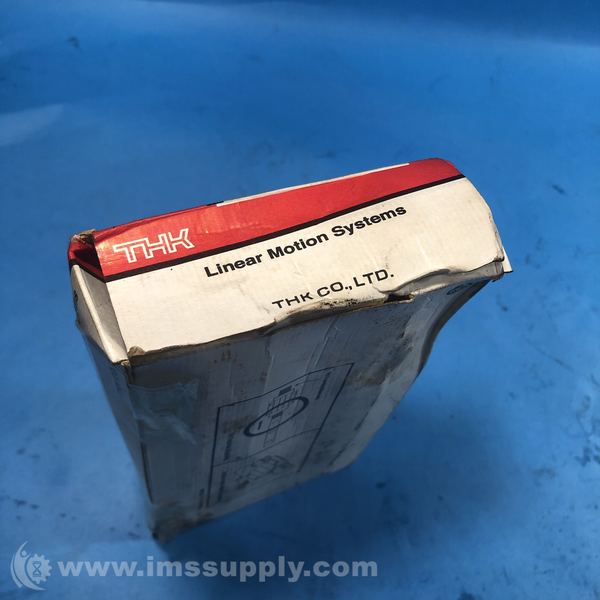 THK
Linear Motion Systems
THK CO., LTD.
www.imssupply.com